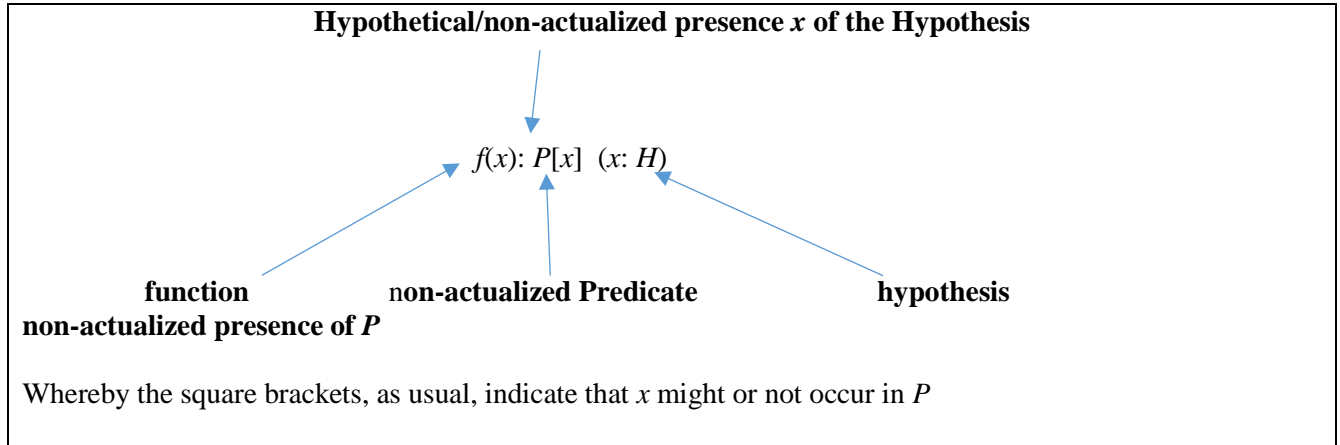 Hypothetical/non-actualized presence x of the Hypothesis
f(x): P[x] (x: H)
function non-actualized Predicate hypothesis
non-actualized presence of P
Whereby the square brackets, as usual, indicate that x might or not occur in P